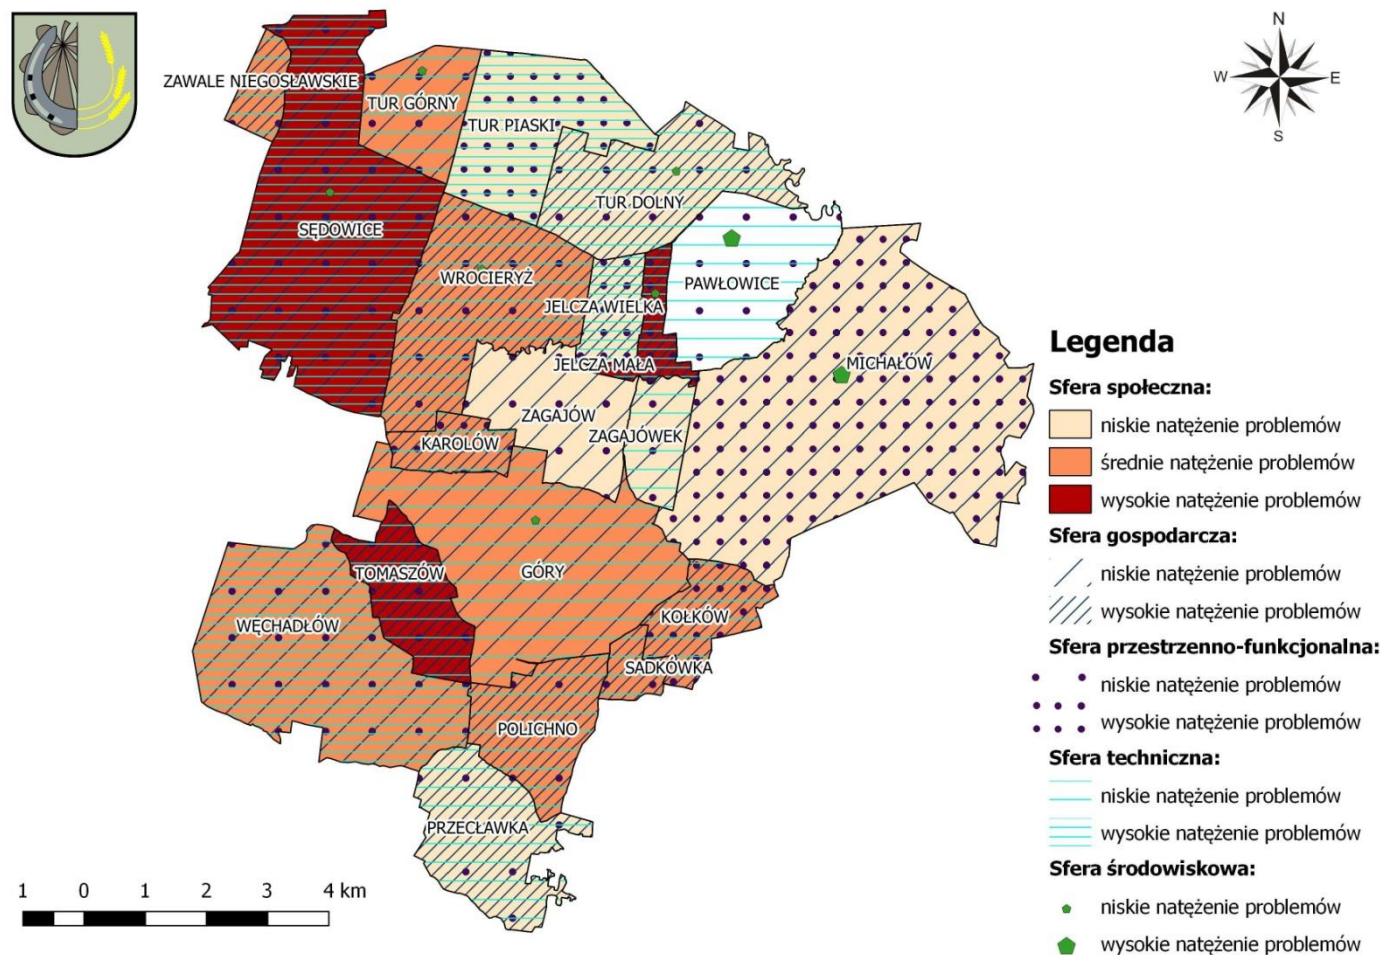 N
W
E
S
ZAWALE NIEGOSŁAWSKIE
TUR GÓRNY
TUR PIASKI
TUR DOLNY
SĘDOWICE
WROCIERYŻ
JELCZA WIELKA
PAWŁOWICE
JELCZA MAŁA
MICHAŁÓW
ZAGAJÓW
ZAGAJÓWEK
KAROLÓW
TOMASZÓW
GÓRY
WĘCHADŁÓW
KOŁKÓW
SADKÓWKA
POLICHNO
PRZECŁAWKA
1 0 1 2 3 4 km
Legenda
Sfera społeczna:
niskie natężenie problemów
średnie natężenie problemów
wysokie natężenie problemów
Sfera gospodarcza:
niskie natężenie problemów
wysokie natężenie problemów
Sfera przestrzenno-funkcjonalna:
niskie natężenie problemów
wysokie natężenie problemów
Sfera techniczna:
niskie natężenie problemów
wysokie natężenie problemów
Sfera środowiskowa:
niskie natężenie problemów
wysokie natężenie problemów